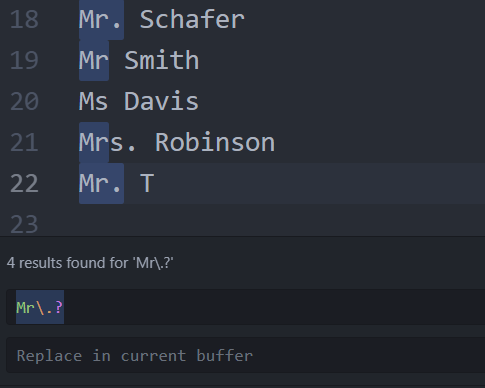 18 Mr. Schafer
19 Mr Smith
20 Ms Davis
21 Mrs. Robinson
22 Mr. T
23
4 results found for 'Mr\.?'
Mr\.?
Replace in current buffer